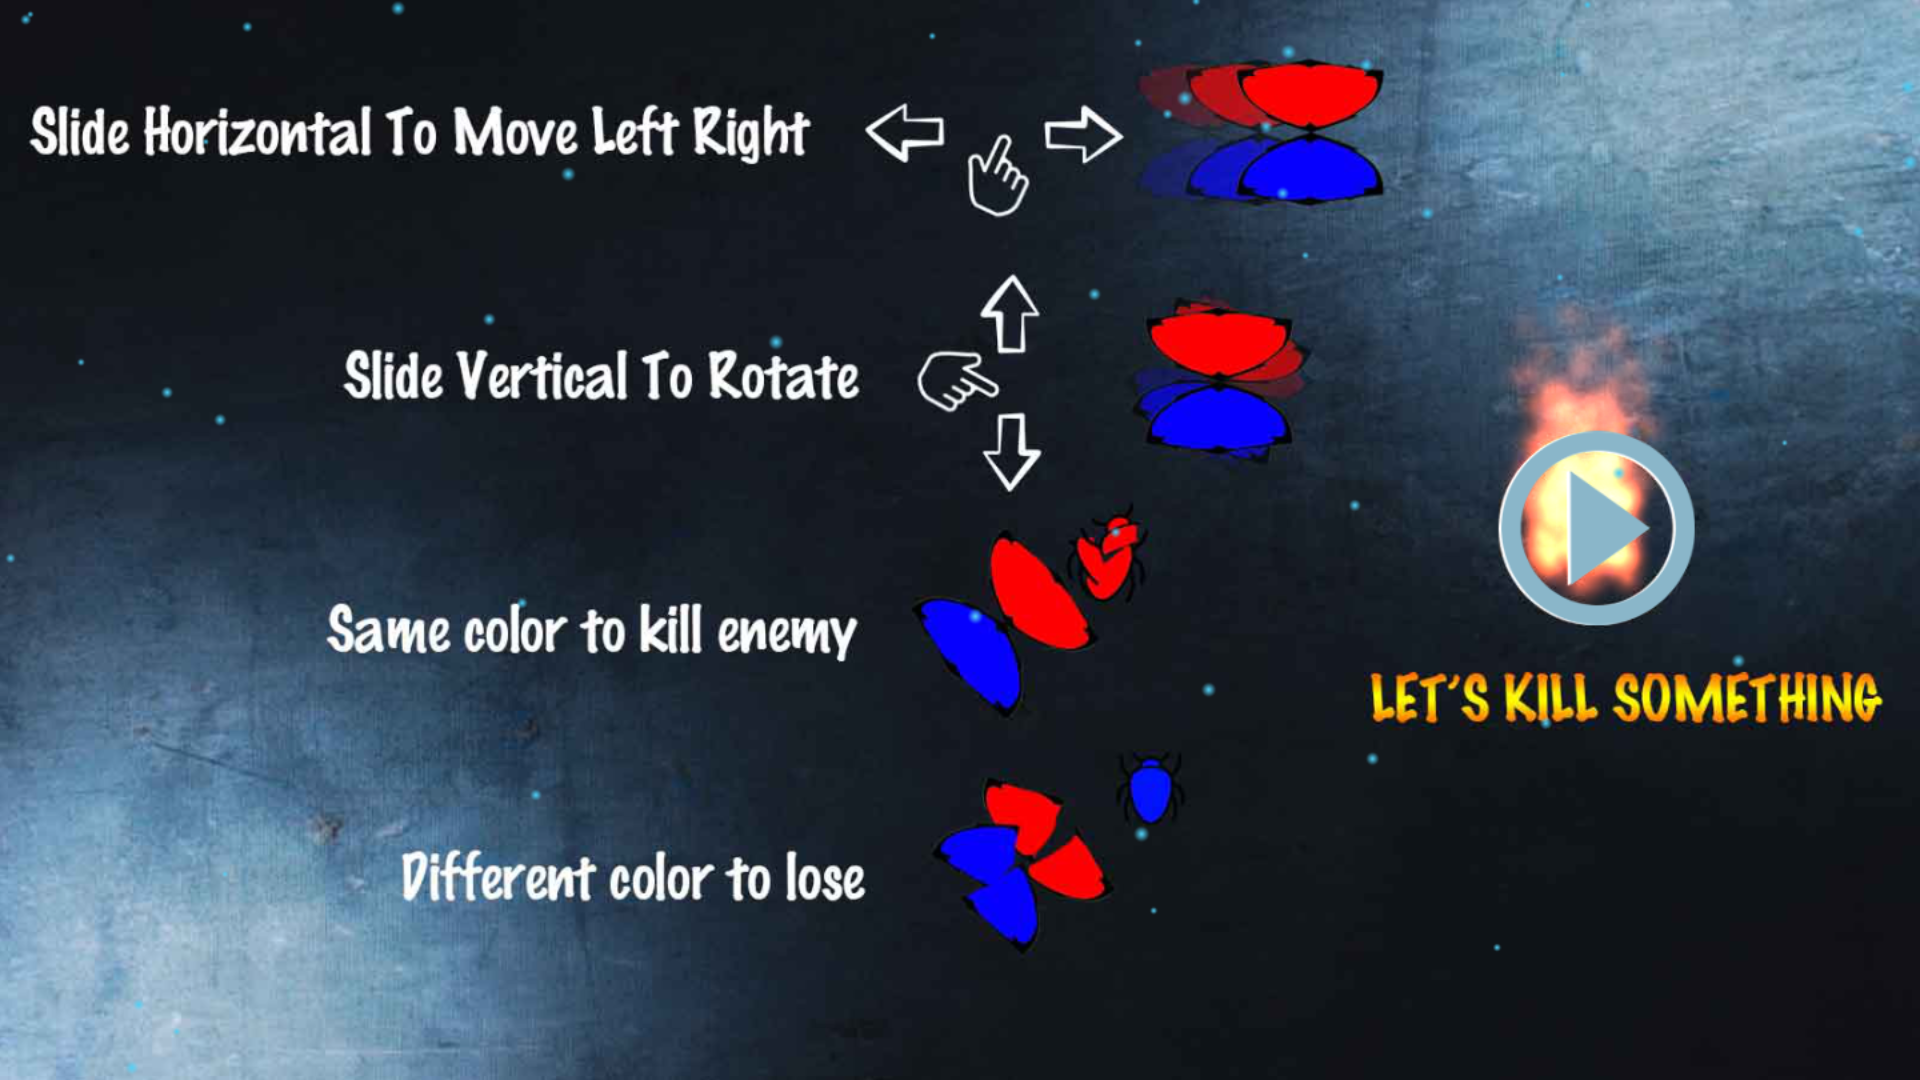 Slide Horizontal To Move Left Right
Slide Vertical To Rotate
Same color to kill enemy
LET'S KILL SOMETHING
Different color to lose